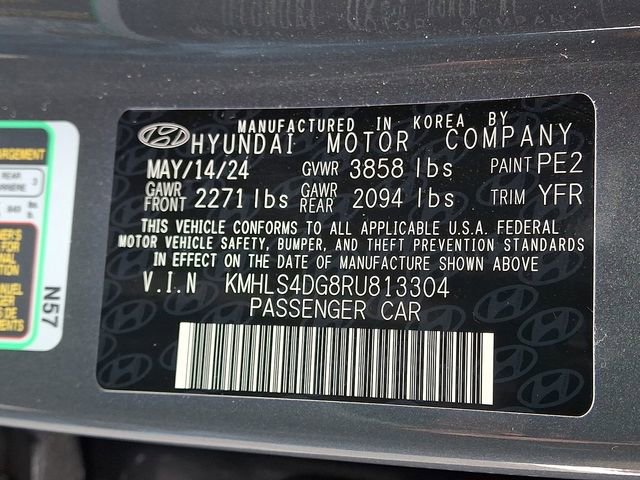 MANUFACTURED IN KOREA BY
HYUNDAI MOTOR COMPANY
MAY/14/24 GVWR 3858 lbs PAINT PE2
GAWR FRONT 2271 lbs GAWR REAR 2094 lbs TRIM YFR
THIS VEHICLE CONFORMS TO ALL APPLICABLE U.S.A. FEDERAL
MOTOR VEHICLE SAFETY, BUMPER, AND THEFT PREVENTION STANDARDS
IN EFFECT ON THE DATE OF MANUFACTURE SHOWN ABOVE
V.I.N KMHLS4DG8RU813304
PASSENGER CAR
REAR
3
N57